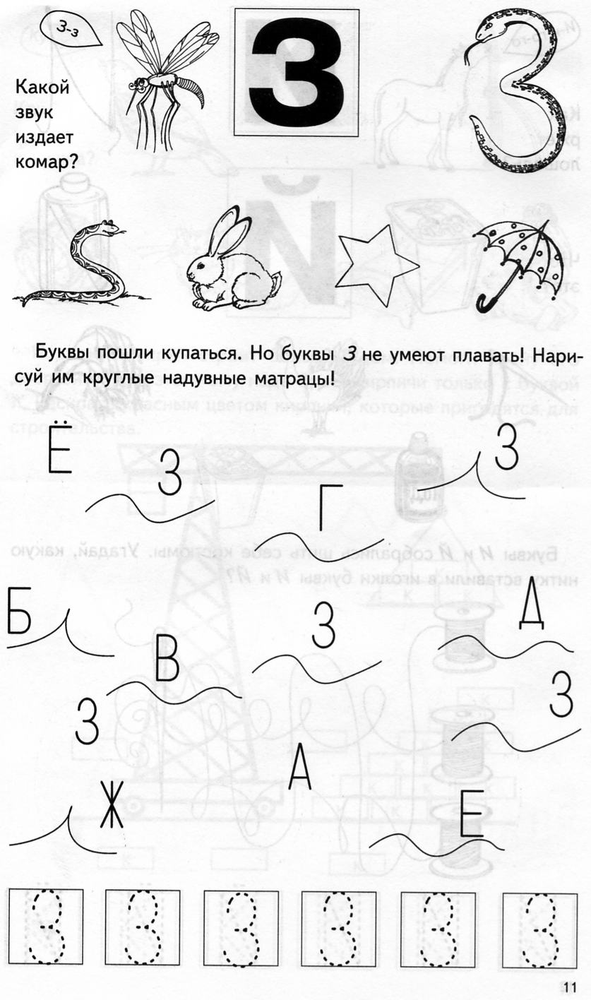 З-з
З
Какой
звук
издает
комар?
Буквы пошли купаться. Но буквы З не умеют плавать! Нари-
суй им круглые надувные матрацы!
Ё
З
З
Г
Б
З
Д
В
З
З
А
Ж
Е
З З З З З З
11